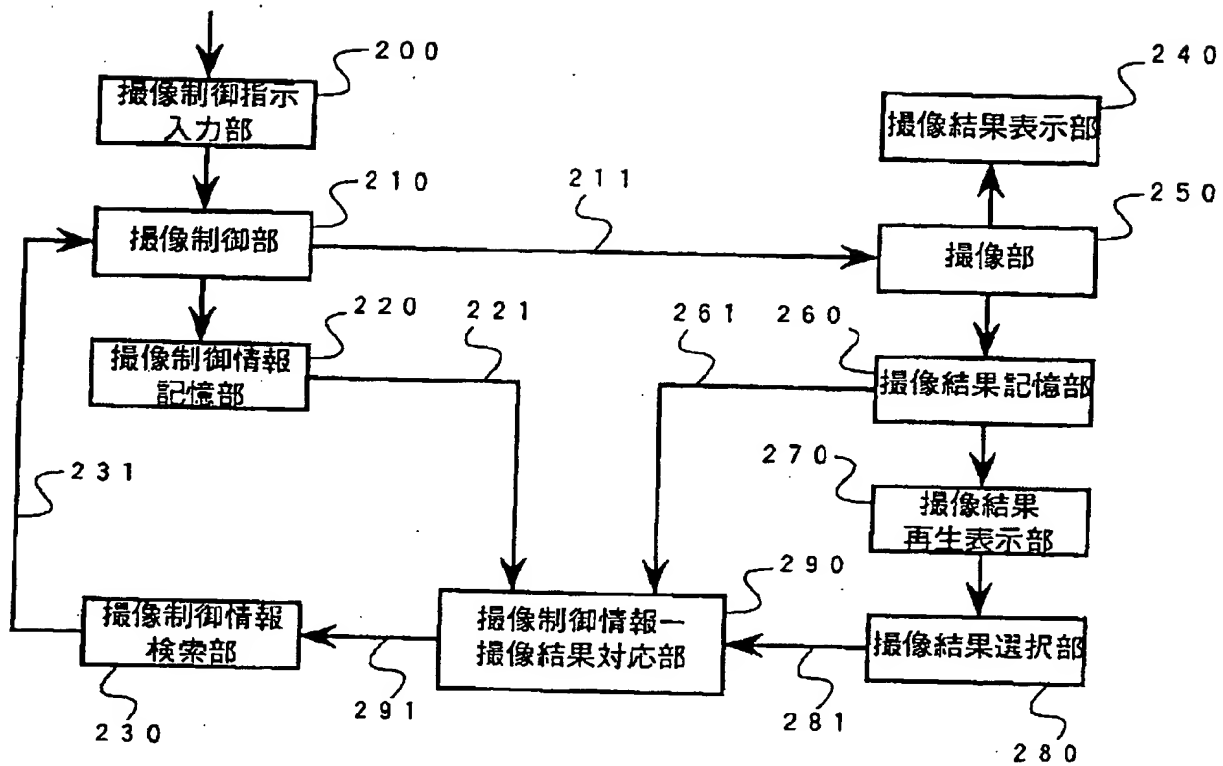 200
撮像制御指示
入力部
240
撮像結果表示部
210
撮像制御部
211
250
撮像部
220
撮像制御情報
記憶部
221
261
260
撮像結果記憶部
231
270
撮像結果
再生表示部
290
撮像制御情報ー
撮像結果対応部
撮像制御情報
検索部
撮像結果選択部
230
291
281
280